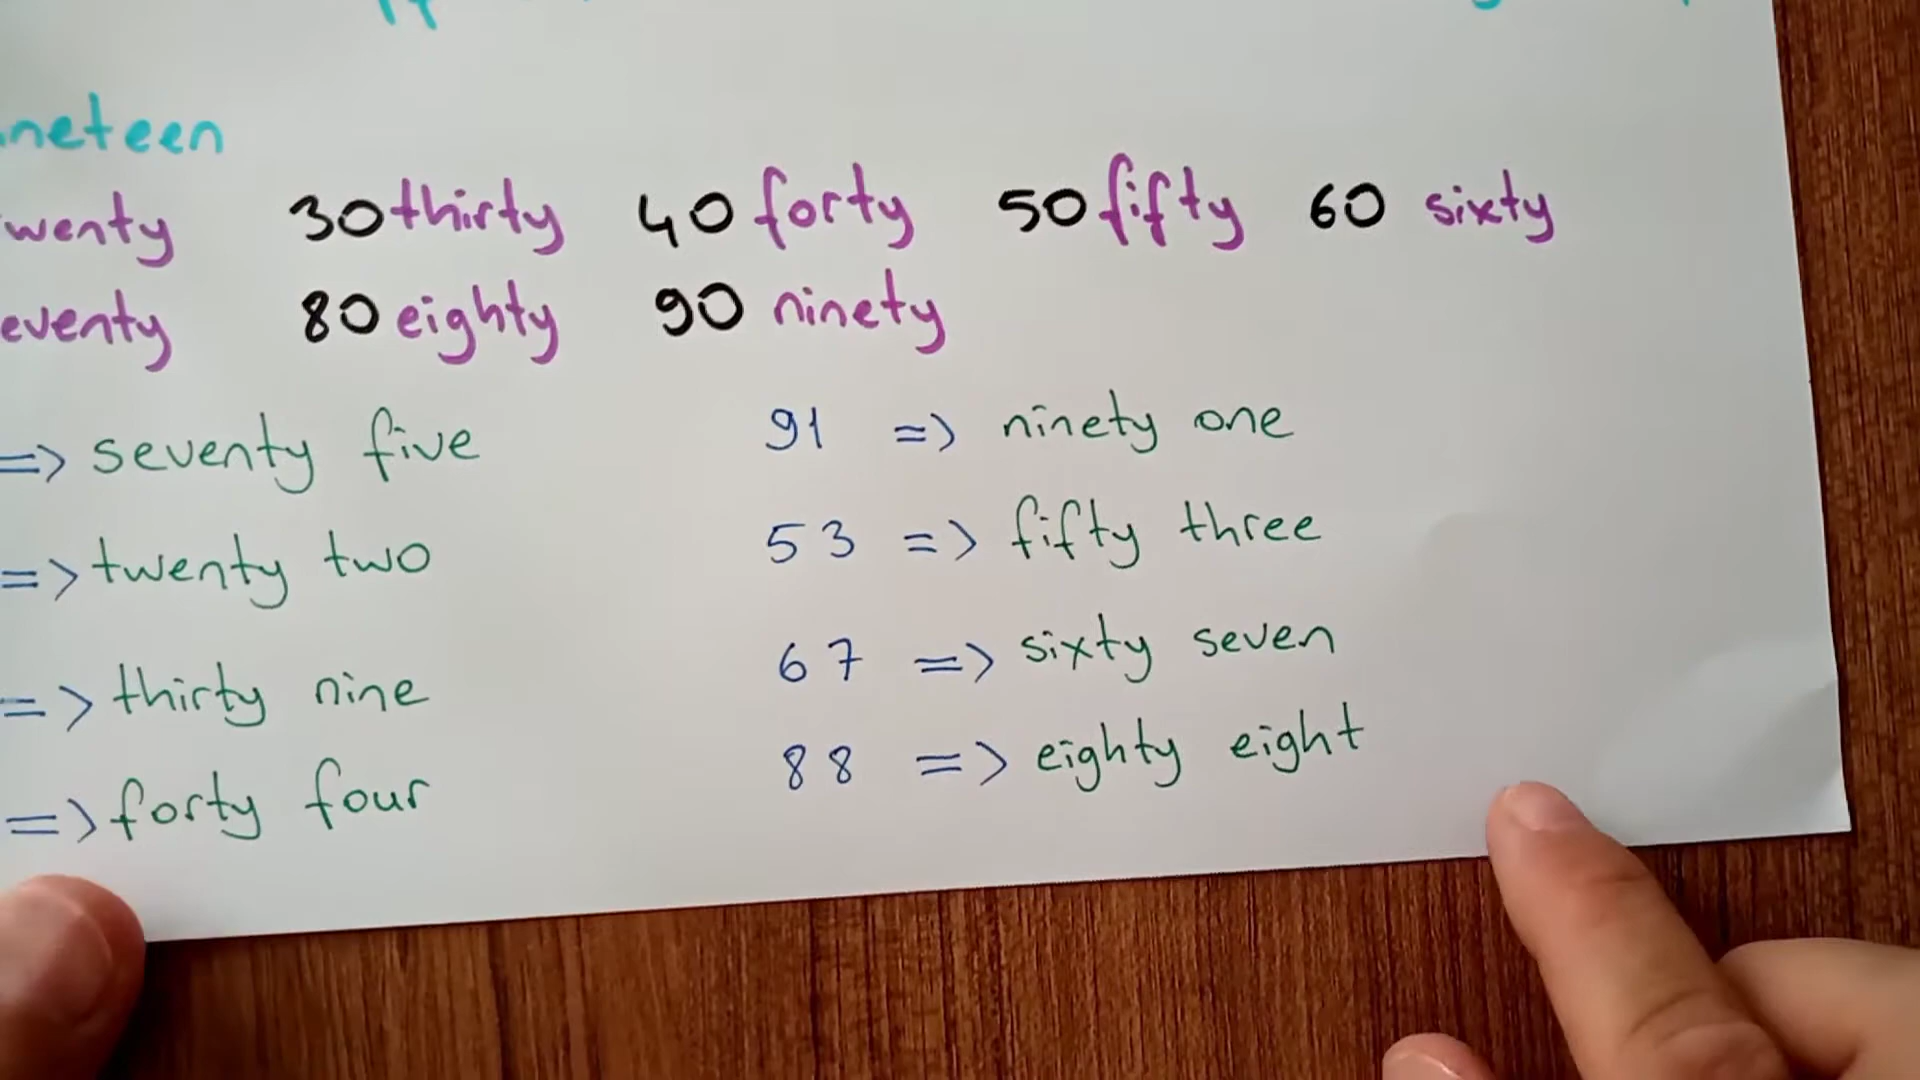 neteen
wenty 30 thirty 40 forty 50 fifty 60 sixty
eventy 80 eighty 90 ninety
=> seventy five 91 => ninety one
=> twenty two 53 => fifty three
=> thirty nine 67 => sixty seven
=> forty four 88 => eighty eight